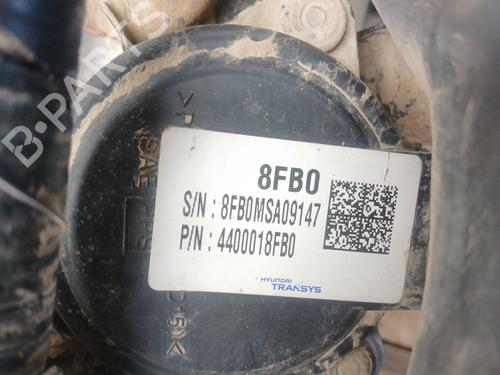 B-PARTS
8FB0
S/N : 8FB0MSA09147
P/N : 4400018FB0
HYUNDAI
TRANSYS